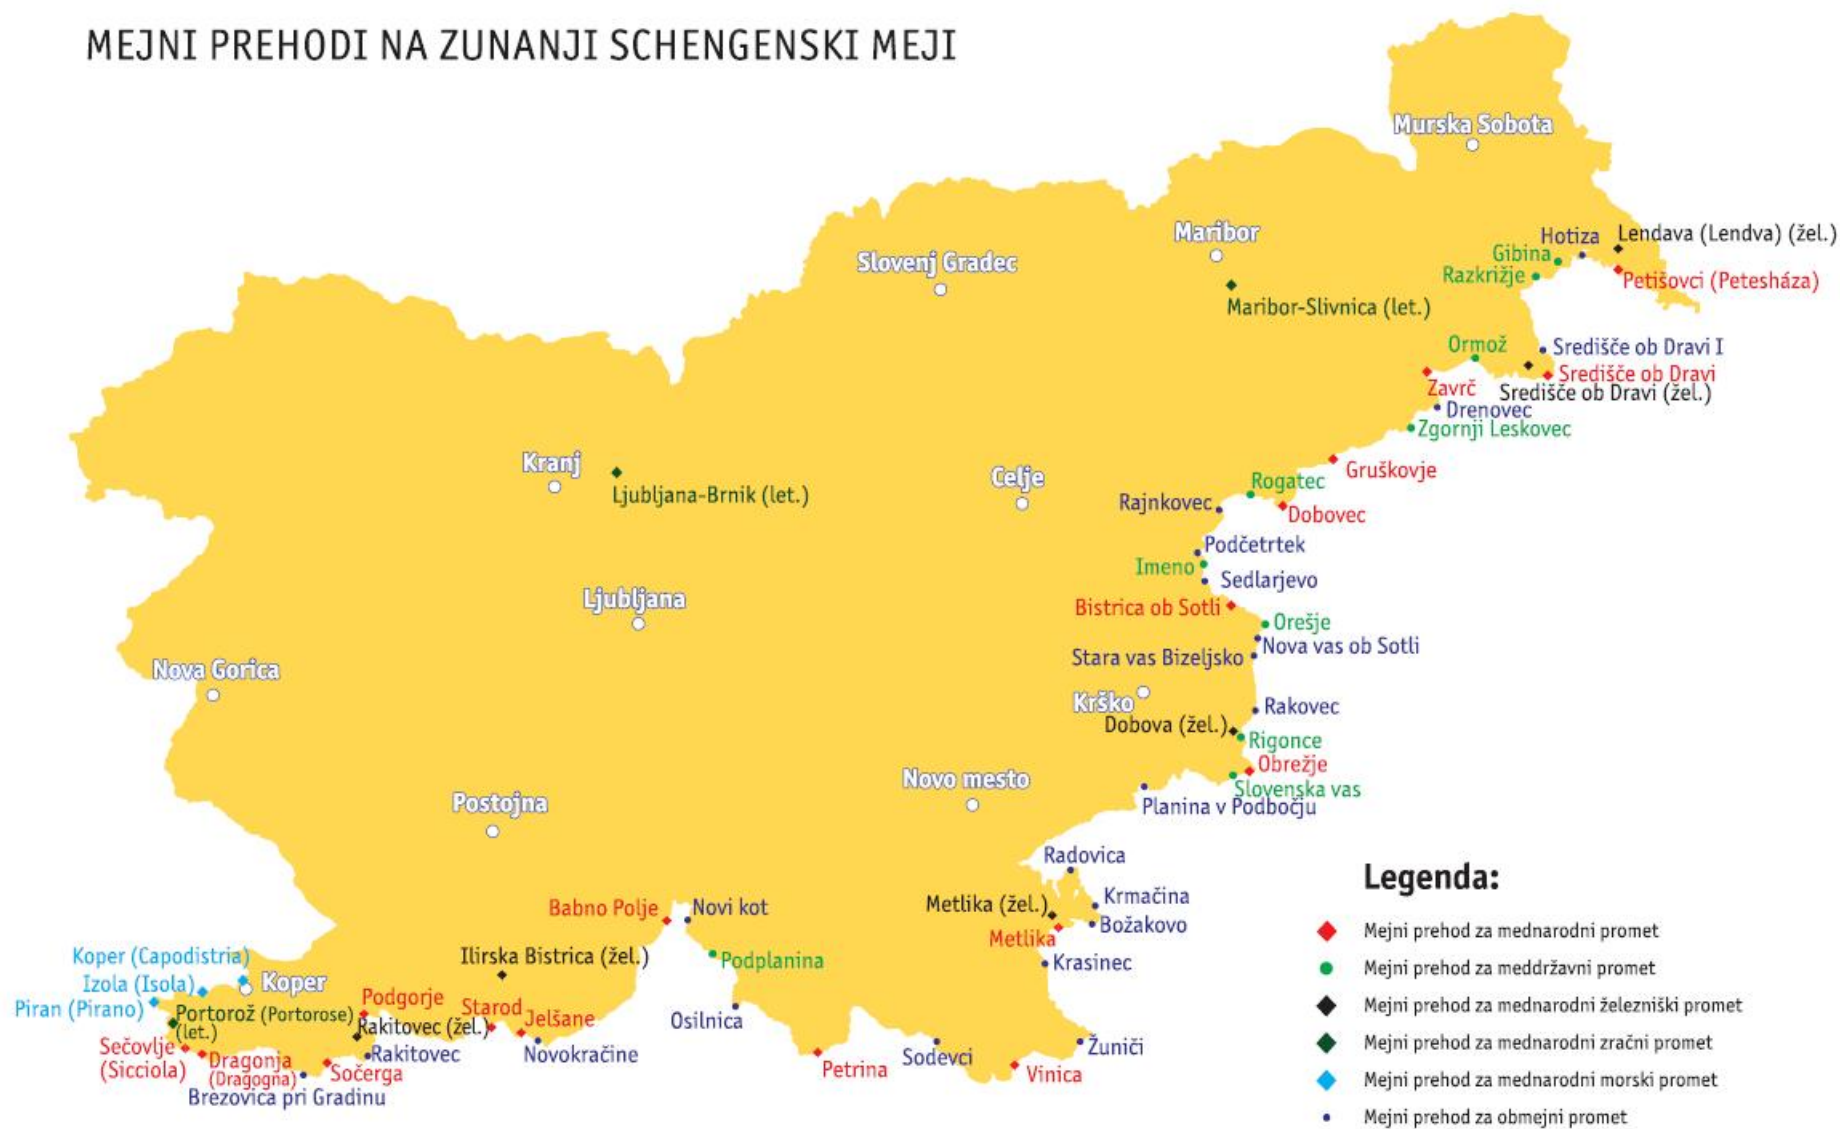 MEJNI PREHODI NA ZUNANJI SCHENGENSKI MEJI
Murska Sobota
Maribor
Slovenj Gradec
Hotiza
Lendava (Lendva) (žel.)
Gibina
Razkrižje
Petišovci (Petesháza)
Maribor-Slivnica (let.)
Ormož
Središče ob Dravi I
Središče ob Dravi
Zavrč
Središče ob Dravi (žel.)
Drenovec
Zgornji Leskovec
Kranj
Ljubljana-Brnik (let.)
Celje
Gruškovje
Rogatec
Rajnkovec
Dobovec
Podčetrtek
Imeno
Sedlarjevo
Ljubljana
Bistrica ob Sotli
Orešje
Nova vas ob Sotli
Stara vas Bizeljsko
Nova Gorica
Krško
Rakovec
Dobova (žel.)
Rigonce
Obrežje
Slovenska vas
Planina v Podbočju
Novo mesto
Postojna
Radovica
Krmačina
Metlika (žel.)
Božakovo
Metlika
Krasinec
Babno Polje
Novi kot
Ilirska Bistrica (žel.)
Podplanina
Koper (Capodistria)
Izola (Isola)
Koper
Piran (Pirano)
Portorož (Portorose)
(let.)
Podgorje
Starod
Jelšane
Rakitovec (žel.)
Osilnica
Sečovlje
(Sicciola)
Dragonja
(Dragogna)
Sočerga
Rakitovec
Novokračine
Brezovica pri Gradinu
Petrina
Sodevci
Vinica
Žuniči
Legenda:
Mejni prehod za mednarodni promet
Mejni prehod za meddržavni promet
Mejni prehod za mednarodni železniški promet
Mejni prehod za mednarodni zračni promet
Mejni prehod za mednarodni morski promet
Mejni prehod za obmejni promet